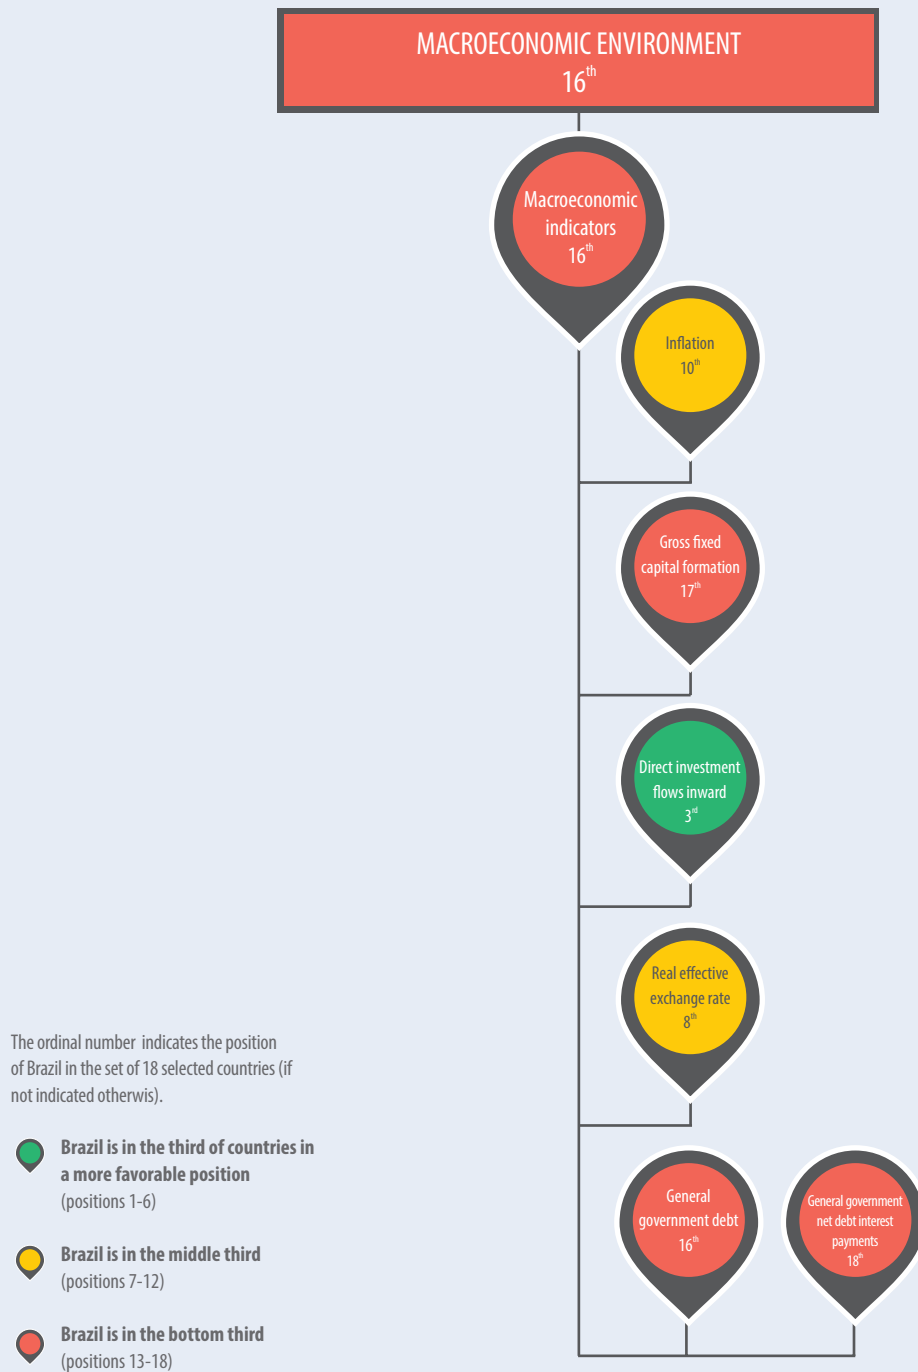 MACROECONOMIC ENVIRONMENT
16th
Macroeconomic
indicators
16th
Inflation
10th
Gross fixed
capital formation
17th
Direct investment
flows inward
3rd
Real effective
exchange rate
8th
General
government debt
16th
General government
net debt interest
payments
18th
The ordinal number indicates the position
of Brazil in the set of 18 selected countries (if
not indicated otherwis).
Brazil is in the third of countries in
a more favorable position
(positions 1-6)
Brazil is in the middle third
(positions 7-12)
Brazil is in the bottom third
(positions 13-18)